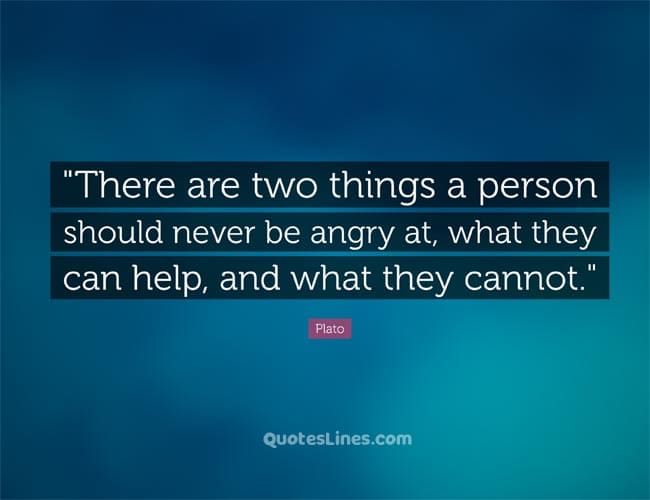 "There are two things a person
should never be angry at, what they
can help, and what they cannot."
Plato
QuotesLines.com